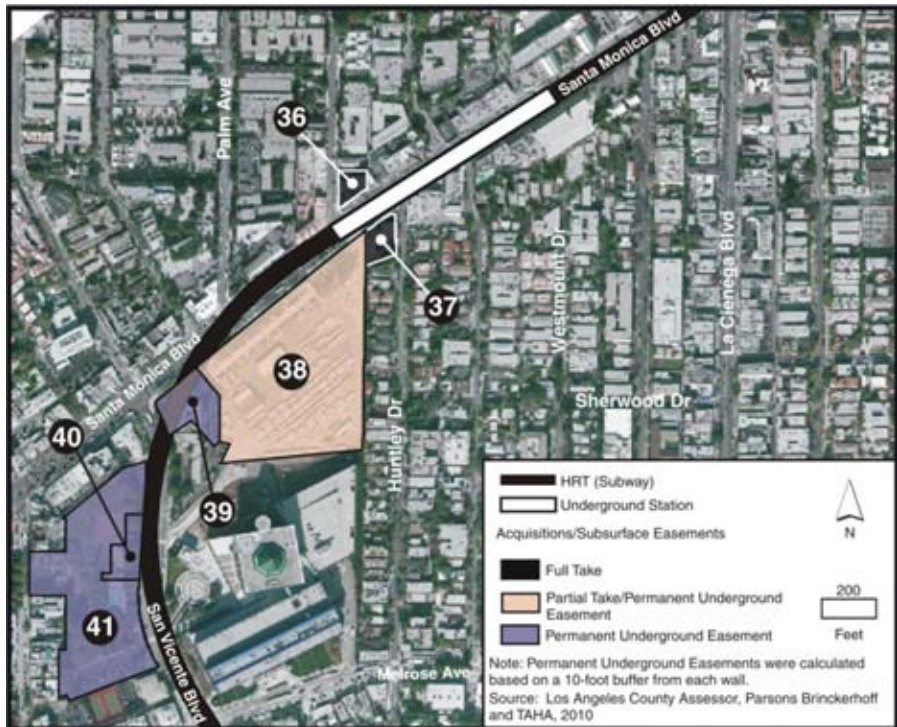 Santa Monica Blvd
Palm Ave
36
37
Westmount Dr
La Cienega Blvd
38
Santa Monica Blvd
Sherwood Dr
40
39
Huntley Dr
41
San Vicente Blvd
Melrose Ave
HRT (Subway)
Underground Station
Acquisitions/Subsurface Easements
N
Full Take
Partial Take/Permanent Underground
Easement
200
Feet
Permanent Underground Easement
Note: Permanent Underground Easements were calculated
based on a 10-foot buffer from each wall.
Source: Los Angeles County Assessor, Parsons Brinckerhoff
and TAHA, 2010